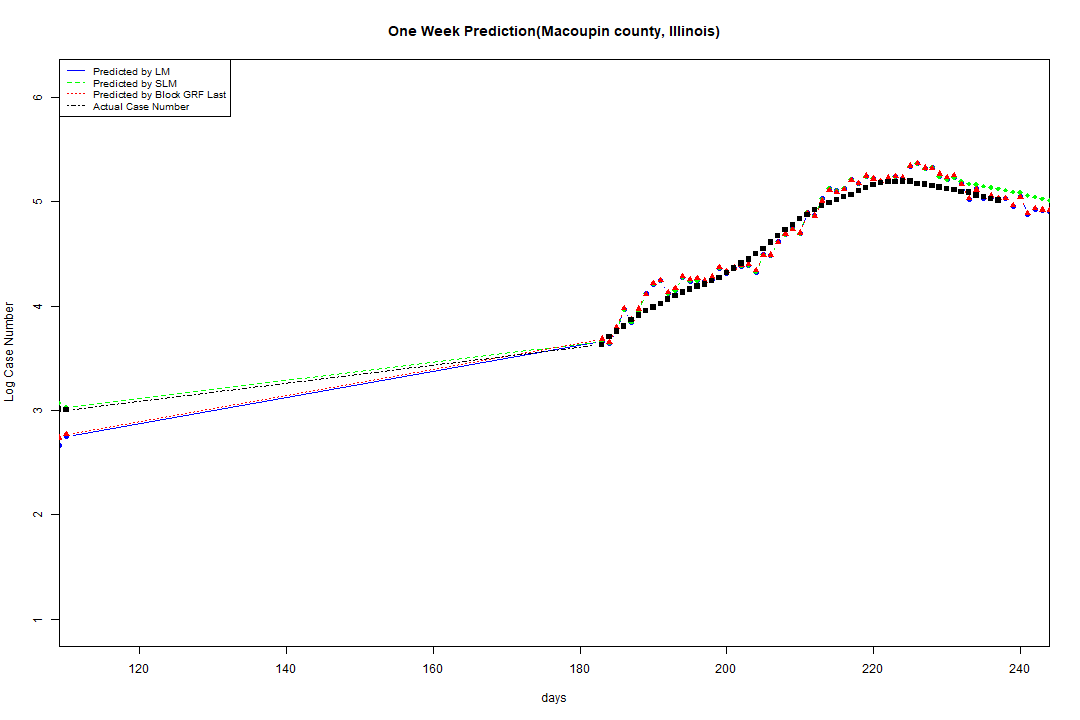 One Week Prediction(Macoupin county, Illinois)
Predicted by LM
Predicted by SLM
Predicted by Block GRF Last
Actual Case Number
Log Case Number
6
5
4
3
2
1
120 140 160 180 200 220 240
days